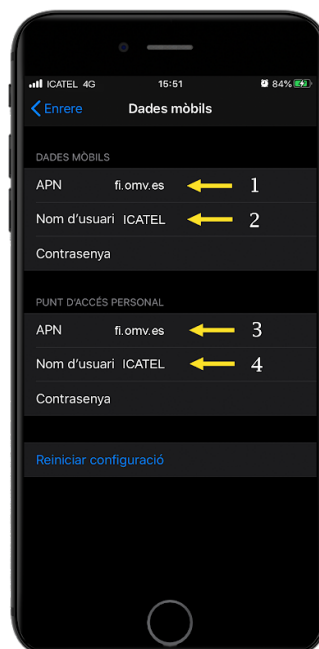 ICATEL 4G 15:51 84%
Enrere Dades mòbils
DADES MÒBILS
APN fi.omv.es 1
Nom d'usuari ICATEL 2
Contrasenya
PUNT D'ACCÉS PERSONAL
APN fi.omv.es 3
Nom d'usuari ICATEL 4
Contrasenya
Reiniciar configuració